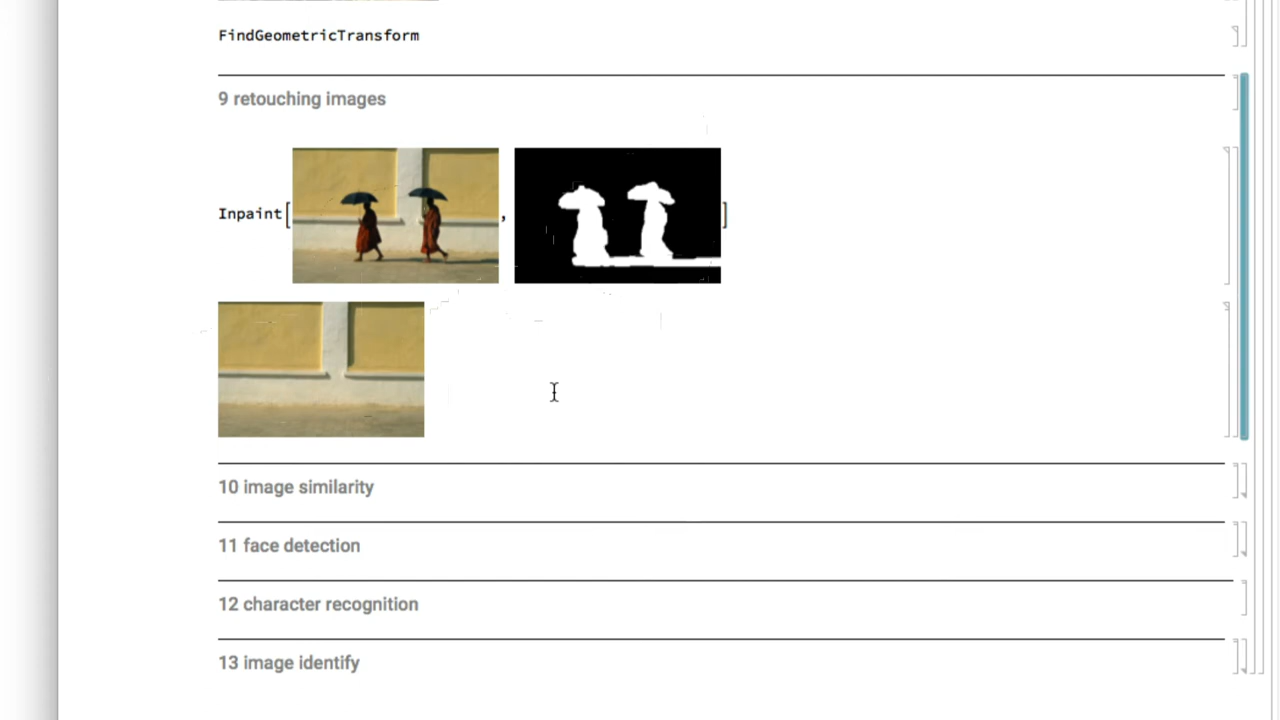 FindGeometricTransform
9 retouching images
Inpaint[ , ]
10 image similarity
11 face detection
12 character recognition
13 image identify